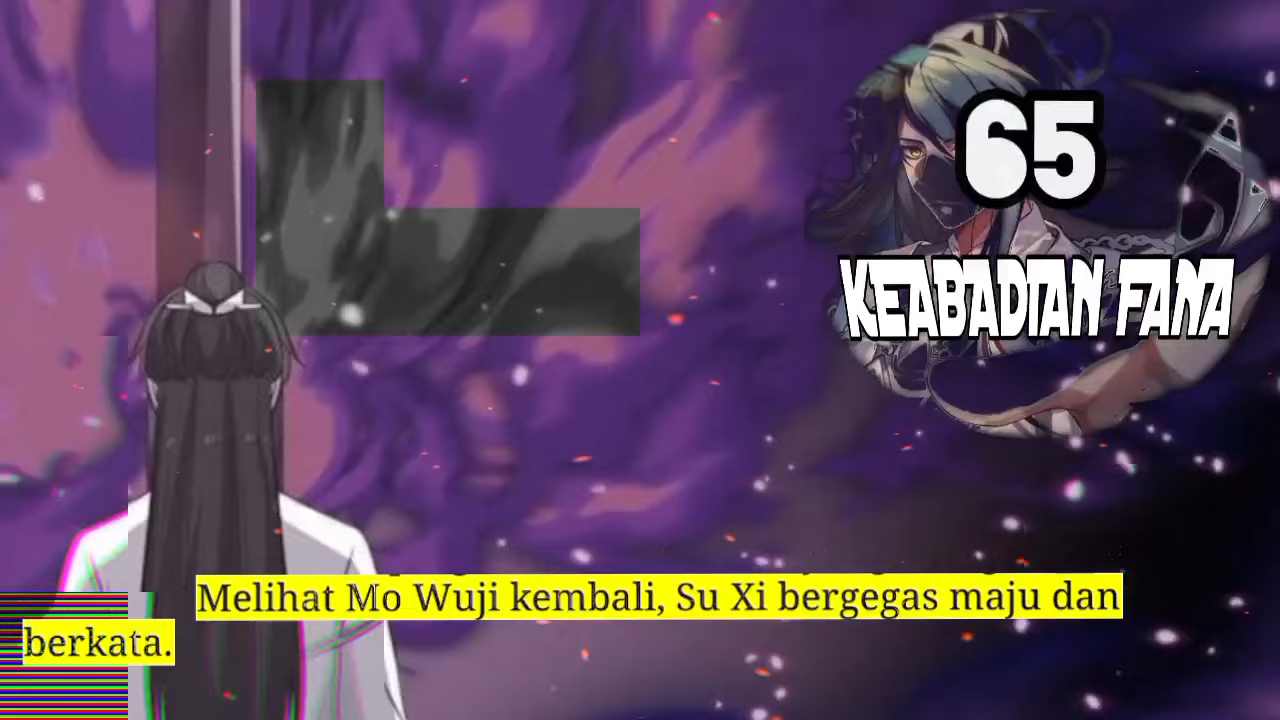 65
KEABADIAN FANA
Melihat Mo Wuji kembali, Su Xi bergegas maju dan
berkata.